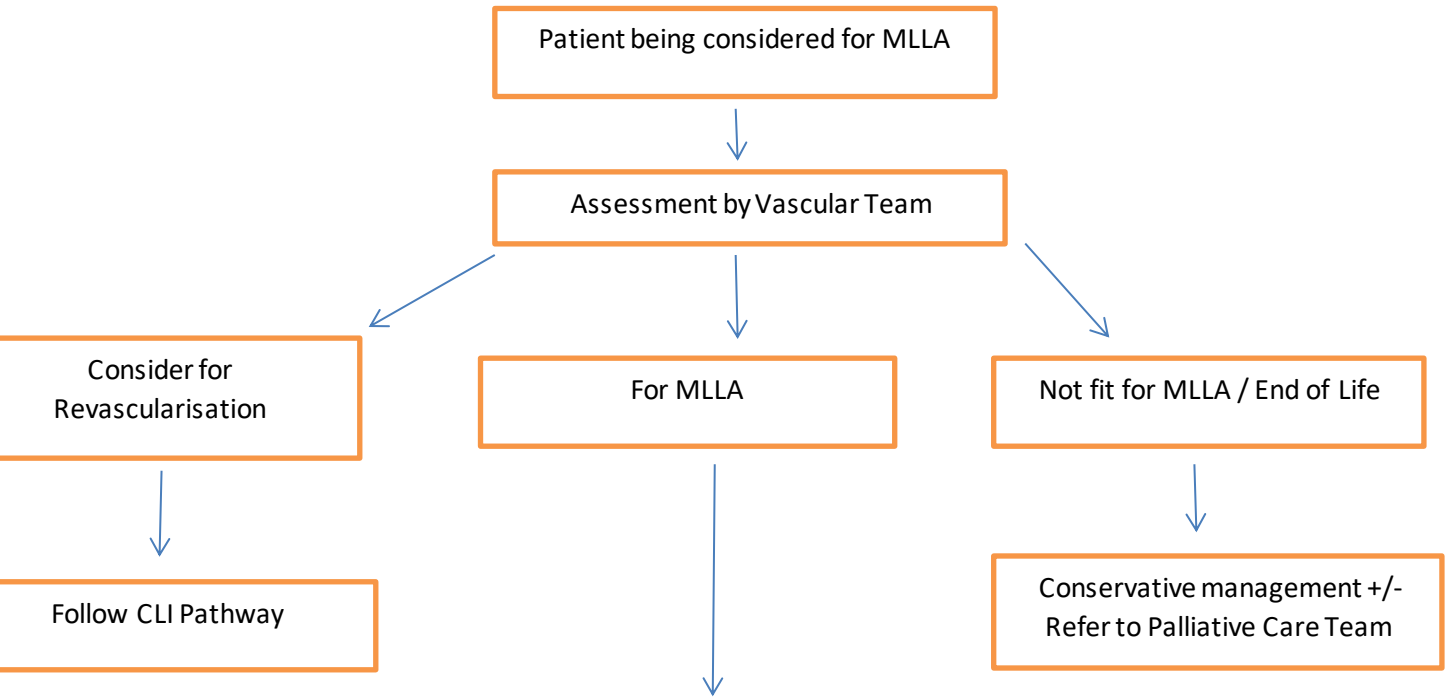 Patient being considered for MLLA
Assessment by Vascular Team
Consider for
Revascularisation
For MLLA
Not fit for MLLA / End of Life
Follow CLI Pathway
Conservative management +/-
Refer to Palliative Care Team